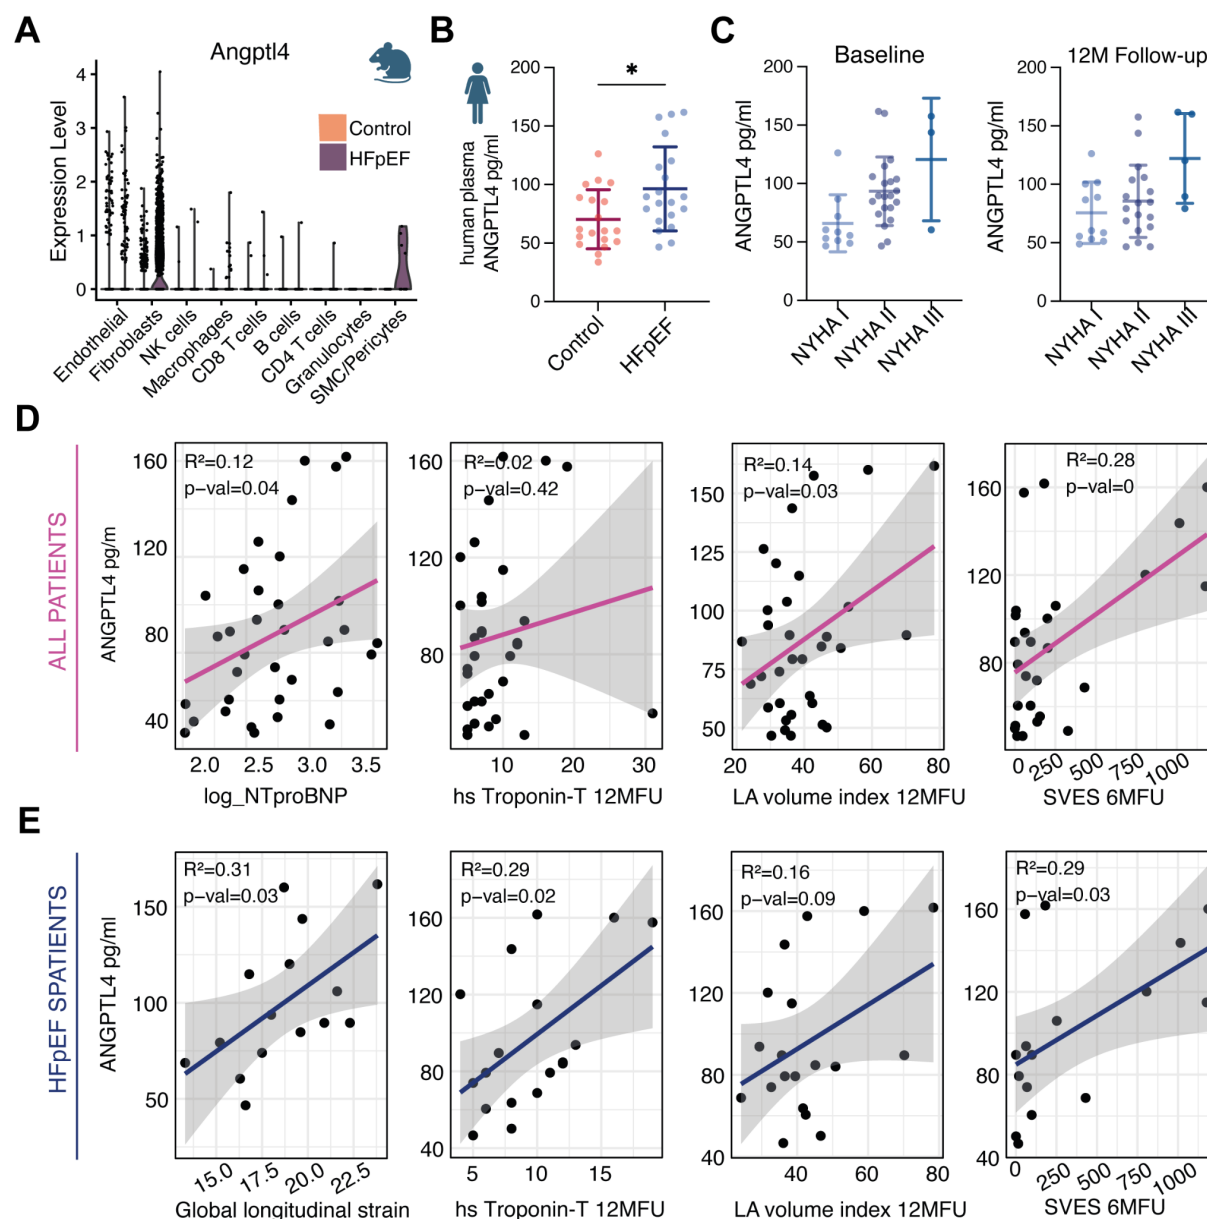 A
Angptl4
Expression Level
4
3
2
1
0
Control
HFpEF
Endothelial
Fibroblasts
NK cells
Macrophages
CD8 T cells
B cells
CD4 T cells
Granulocytes
SMC/Pericytes
B
human plasma
ANGPTL4 pg/ml
200
150
100
50
0
*
Control
HFpEF
C
Baseline
ANGPTL4 pg/ml
200
150
100
50
0
NYHA I
NYHA II
NYHA III
12M Follow-up
ANGPTL4 pg/ml
200
150
100
50
0
NYHA I
NYHA II
NYHA III
D
ALL PATIENTS
ANGPTL4 pg/m
160
120
80
40
R²=0.12
p-val=0.04
2.0 2.5 3.0 3.5
log_NTproBNP
160
120
80
R²=0.02
p-val=0.42
10 20 30
hs Troponin-T 12MFU
150
125
100
75
50
R²=0.14
p-val=0.03
20 40 60 80
LA volume index 12MFU
160
120
80
R²=0.28
p-val=0
0 250 500 750 1000
SVES 6MFU
E
HFpEF SPATIENTS
ANGPTL4 pg/ml
150
100
50
R²=0.31
p-val=0.03
15.0 17.5 20.0 22.5
Global longitudinal strain
160
120
80
40
R²=0.29
p-val=0.02
5 10 15
hs Troponin-T 12MFU
160
120
80
40
R²=0.16
p-val=0.09
40 60 80
LA volume index 12MFU
160
120
80
40
R²=0.29
p-val=0.03
0 250 500 750 1000
SVES 6MFU